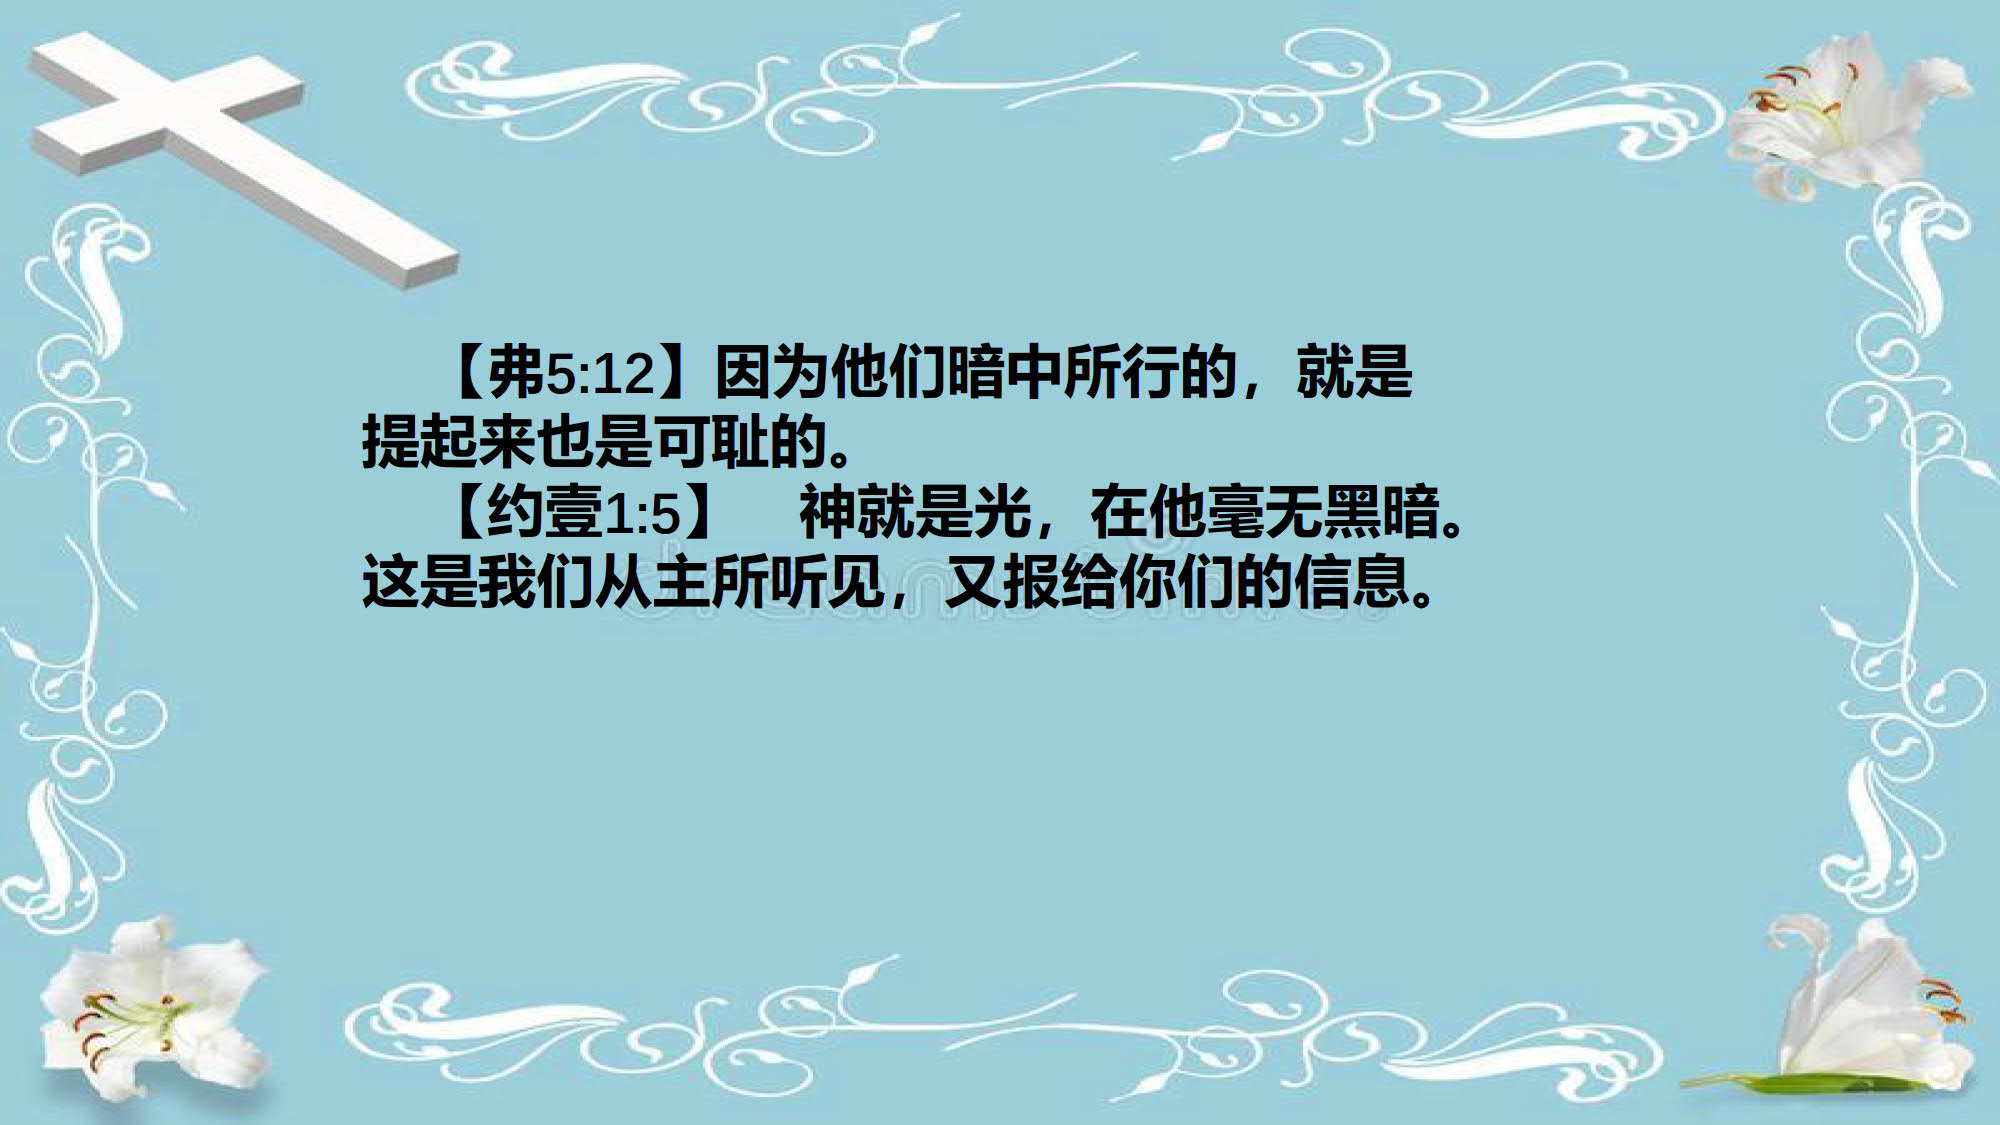 【弗5:12】因为他们暗中所行的，就是
提起来也是可耻的。
【约壹1:5】　神就是光，在他毫无黑暗。
这是我们从主所听见，又报给你们的信息。
dreamstime